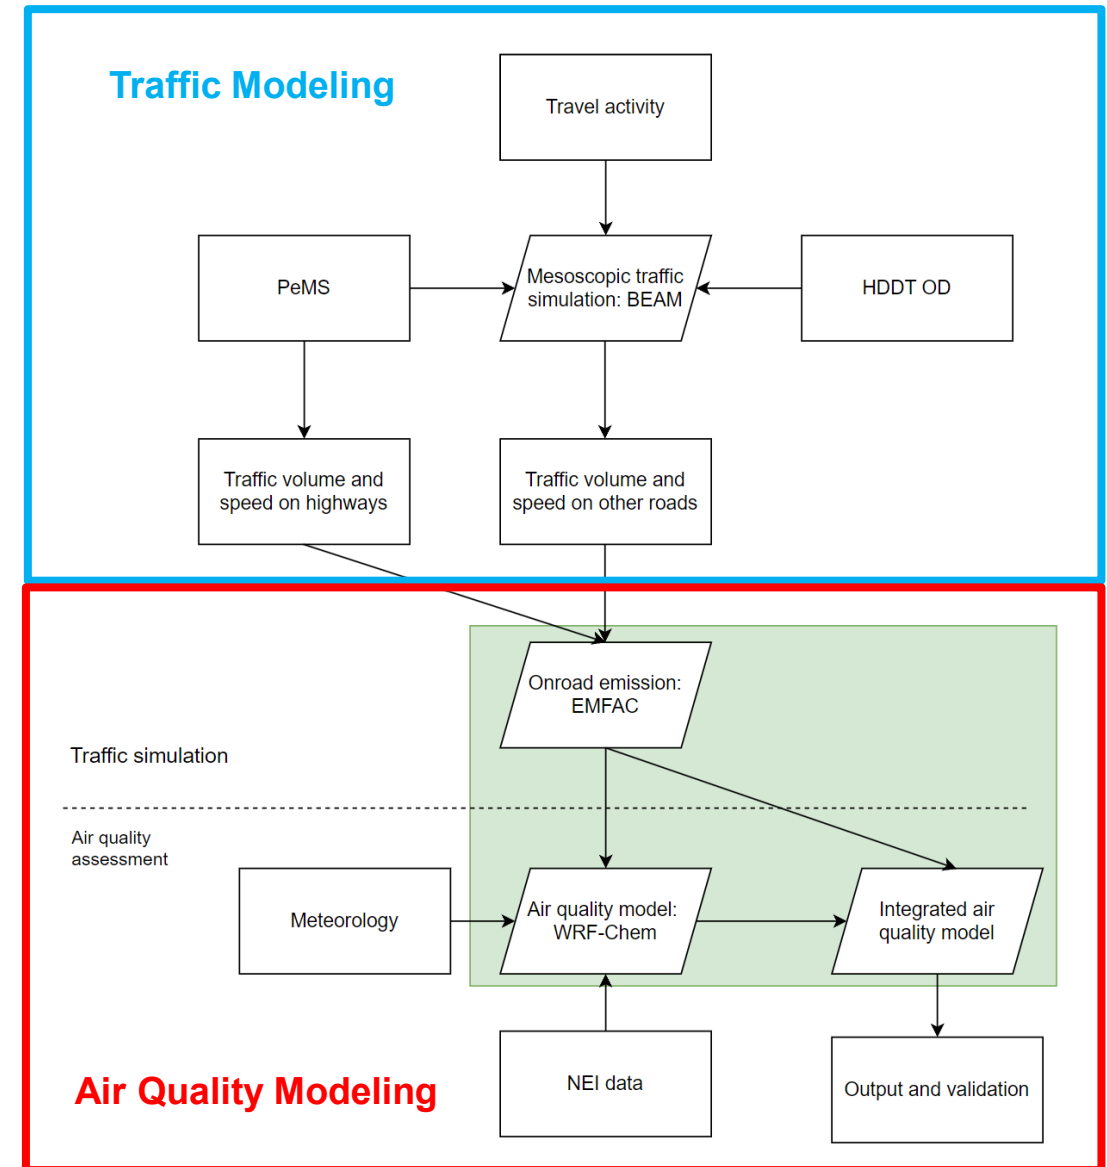 Traffic Modeling
Travel activity
PeMS
Mesoscopic traffic
simulation: BEAM
HDDT OD
Traffic volume and
speed on highways
Traffic volume and
speed on other roads
Onroad emission:
EMFAC
Traffic simulation
Air quality
assessment
Meteorology
Air quality model:
WRF-Chem
Integrated air
quality model
NEI data
Output and validation
Air Quality Modeling